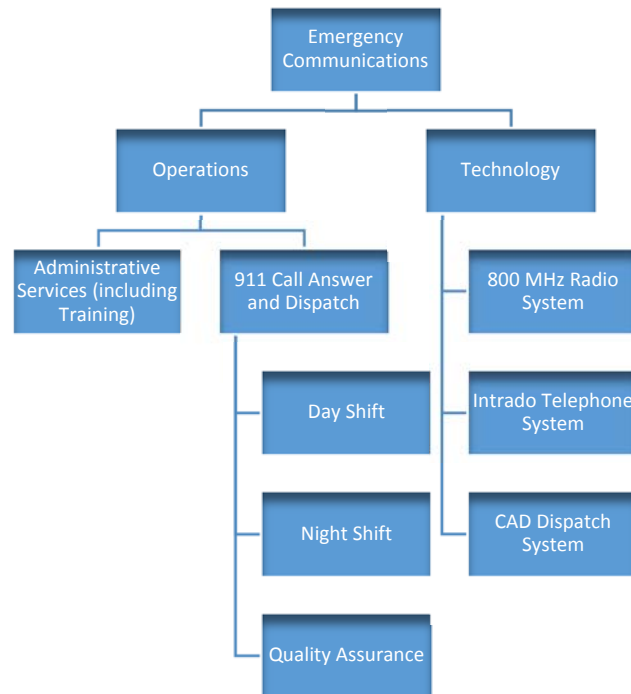 Emergency
Communications
Operations
Technology
Administrative
Services (including
Training)
911 Call Answer
and Dispatch
800 MHz Radio
System
Day Shift
Intrado Telephone
System
Night Shift
CAD Dispatch
System
Quality Assurance